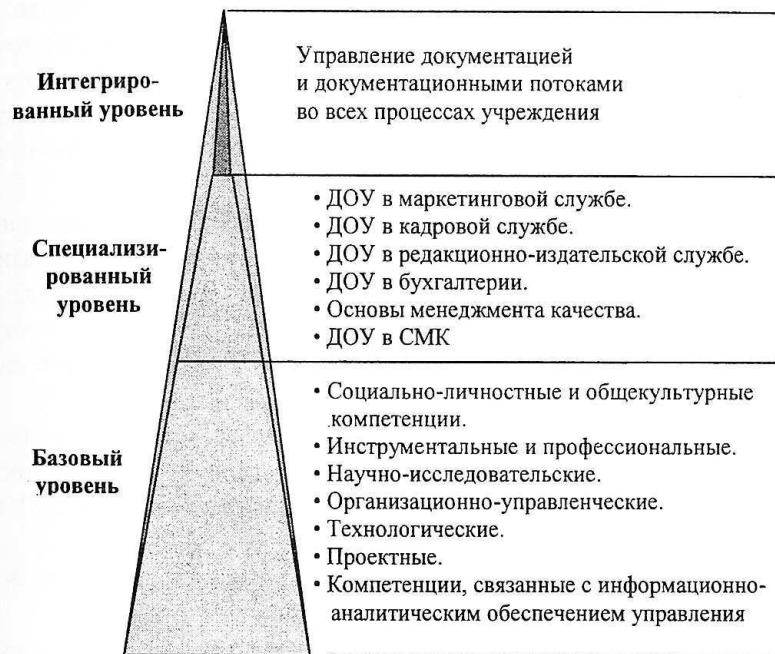 Интегриро-
ванный уровень
Управление документацией
и документационными потоками
во всех процессах учреждения
Специализи-
рованный
уровень
• ДОУ в маркетинговой службе.
• ДОУ в кадровой службе.
• ДОУ в редакционно-издательской службе.
• ДОУ в бухгалтерии.
• Основы менеджмента качества.
• ДОУ в СМК
Базовый
уровень
• Социально-личностные и общекультурные
компетенции.
• Инструментальные и профессиональные.
• Научно-исследовательские.
• Организационно-управленческие.
• Технологические.
• Проектные.
• Компетенции, связанные с информационно-
аналитическим обеспечением управления